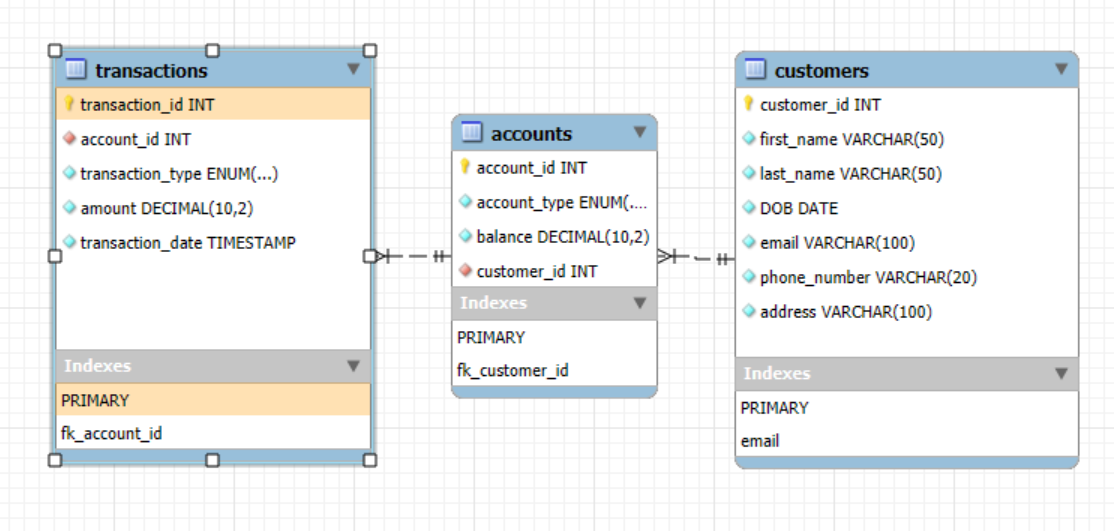 transactions
transaction_id INT
account_id INT
transaction_type ENUM(...)
amount DECIMAL(10,2)
transaction_date TIMESTAMP
Indexes
PRIMARY
fk_account_id
accounts
account_id INT
account_type ENUM(....
balance DECIMAL(10,2)
customer_id INT
Indexes
PRIMARY
fk_customer_id
customers
customer_id INT
first_name VARCHAR(50)
last_name VARCHAR(50)
DOB DATE
email VARCHAR(100)
phone_number VARCHAR(20)
address VARCHAR(100)
Indexes
PRIMARY
email